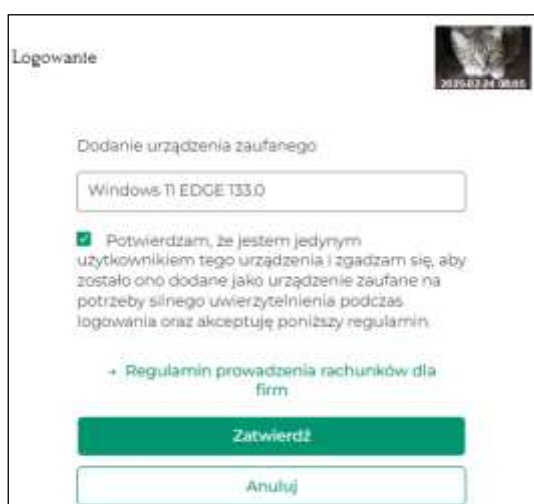 Logowanie
2025-02-24 08:05
Dodanie urządzenia zaufanego
Windows 11 EDGE 133.0
Potwierdzam, że jestem jedynym
użytkownikiem tego urządzenia i zgadzam się, aby
zostało ono dodane jako urządzenie zaufane na
potrzeby silnego uwierzytelnienia podczas
logowania oraz akceptuję poniższy regulamin.
→ Regulamin prowadzenia rachunków dla
firm
Zatwierdź
Anuluj